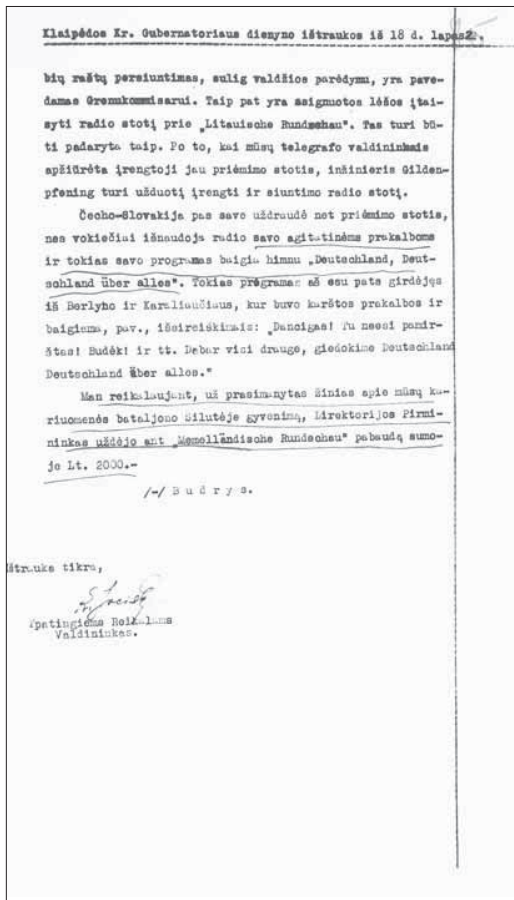 Klaipėdos Kr. Gubernatoriaus dienyno ištraukos iš 18 d. lapas 2.
bių raštų persiuntimas, sulig valdžios parėdymu, yra pave-
damas Grenzkommisarui. Taip pat yra asignuotos lėšos įtai-
syti radio stotį prie „Litauische Rundschau". Tas turi bū-
ti padaryta taip. Po to, kai mūsų telegrafo valdininkais
apžiūrėta įrengtoji jau priėmimo stotis, inžinieris Gilden-
pfening turi užduotį įrengti ir siuntimo radio stotį.
Čecho-Slovakija pas savo uždraudė net priėmimo stotis,
nes vokiečiai išnaudoja radio savo agitatinėms prakalboms
ir tokias savo programas baigia himnu „Deutschland, Deut-
schland über alles". Tokias programas aš esu pats girdėjęs
iš Berlyno ir Karaliaučiaus, kur buvo karštos prakalbos ir
baigiama, pav., išsireiškimais: „Dancigas! Tu neesi pamir-
štas! Budėk! ir tt. Dabar visi drauge, giedokime Deutschland
Deutschland über alles."
Man reikalaujant, už prasimanytas žinias apie mūsų ka-
riuomenės bataljono Šilutėje gyvenimą, Direktorijos Pirmi-
ninkas uždėjo ant „Memelländische Rundschau" pabaudą sumo-
je Lt. 2000.-
/-/ B u d r y s.
Ištrauka tikra,
Ypatingiems Reikalams
Valdininkas.